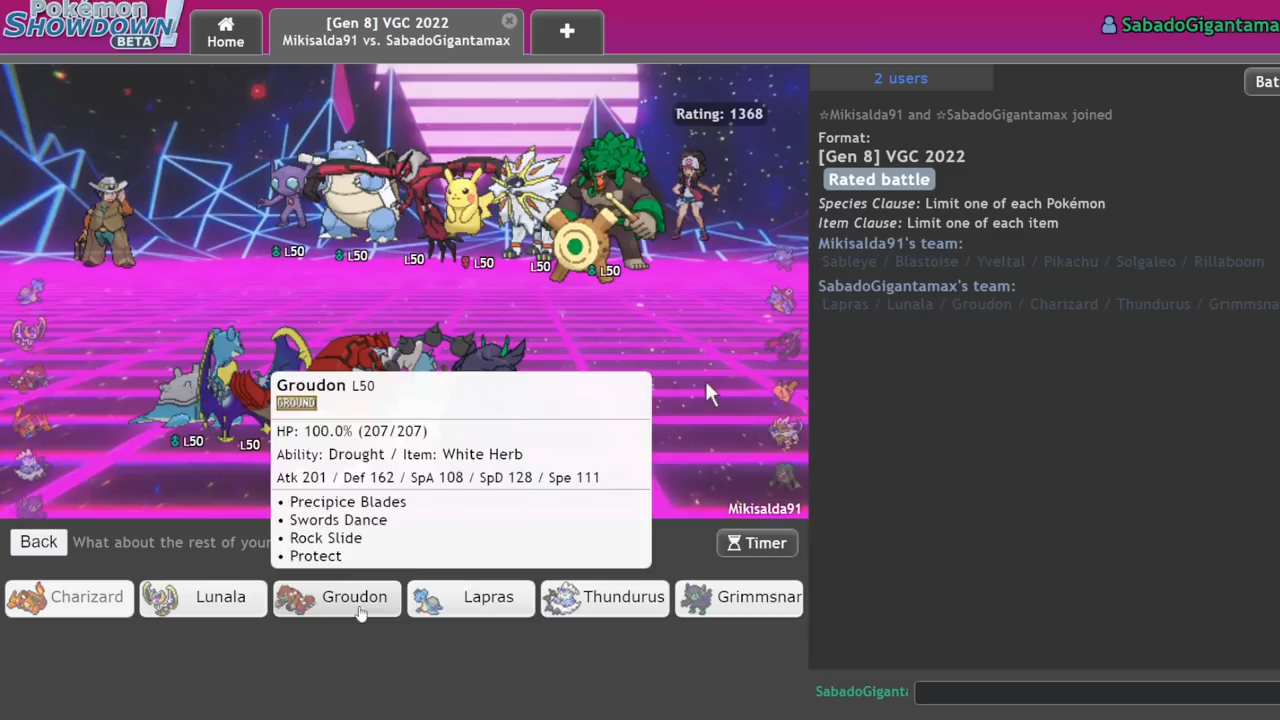 Pokémon
SHOWDOWN!
BETA
Home
[Gen 8] VGC 2022
Mikisalda91 vs. SabadoGigantamax
SabadoGigantama
Rating: 1368
2 users
Bat
☆Mikisalda91 and ☆SabadoGigantamax joined
Format:
[Gen 8] VGC 2022
Rated battle
Species Clause: Limit one of each Pokémon
Item Clause: Limit one of each item
Mikisalda91's team:
Sableye / Blastoise / Yveltal / Pikachu / Solgaleo / Rillaboom
SabadoGigantamax's team:
Lapras / Lunala / Groudon / Charizard / Thundurus / Grimmsna
L50 L50 L50 L50 L50 L50
L50 L50
Groudon L50
GROUND
HP: 100.0% (207/207)
Ability: Drought / Item: White Herb
Atk 201 / Def 162 / SpA 108 / SpD 128 / Spe 111
• Precipice Blades
• Swords Dance
• Rock Slide
• Protect
Mikisalda91
Back What about the rest of your
Timer
Charizard Lunala Groudon Lapras Thundurus Grimmsnar
SabadoGiganta